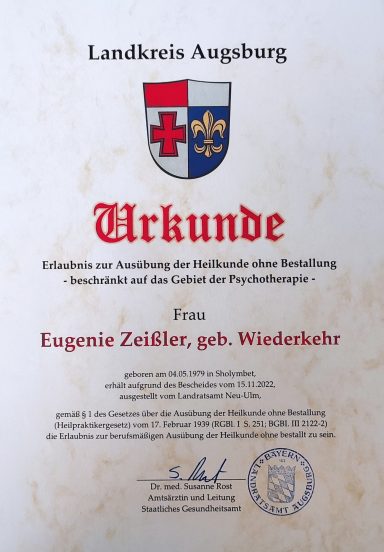 Landkreis Augsburg
Urkunde
Erlaubnis zur Ausübung der Heilkunde ohne Bestallung
- beschränkt auf das Gebiet der Psychotherapie -
Frau
Eugenie Zeißler, geb. Wiederkehr
geboren am 04.05.1979 in Sholymbet,
erhält aufgrund des Bescheides vom 15.11.2022,
ausgestellt vom Landratsamt Neu-Ulm,
gemäß § 1 des Gesetzes über die Ausübung der Heilkunde ohne Bestallung
(Heilpraktikergesetz) vom 17. Februar 1939 (RGBl. I S. 251; BGBl. III 2122-2)
die Erlaubnis zur berufsmäßigen Ausübung der Heilkunde ohne bestallt zu sein.
S. Rost
Dr. med. Susanne Rost
Amtsärztin und Leitung
Staatliches Gesundheitsamt
BAYERN
LANDRATSAMT AUGSBURG